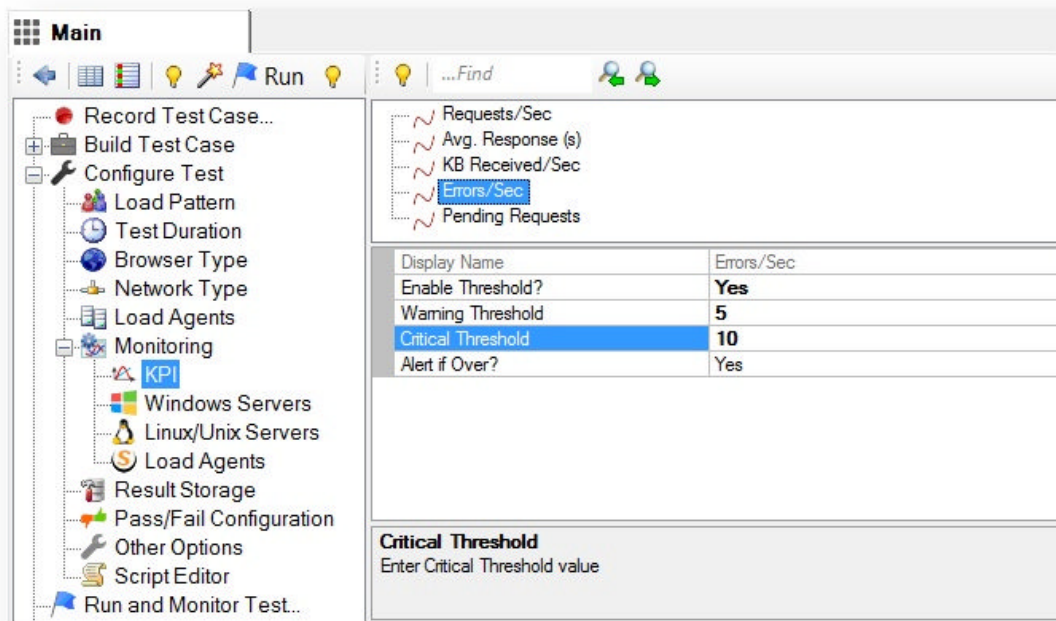 Main
Run
...Find
Record Test Case...
Build Test Case
Configure Test
Load Pattern
Test Duration
Browser Type
Network Type
Load Agents
Monitoring
KPI
Windows Servers
Linux/Unix Servers
Load Agents
Result Storage
Pass/Fail Configuration
Other Options
Script Editor
Run and Monitor Test...
Requests/Sec
Avg. Response (s)
KB Received/Sec
Errors/Sec
Pending Requests
Display Name Errors/Sec
Enable Threshold? Yes
Warning Threshold 5
Critical Threshold 10
Alert if Over? Yes
Critical Threshold
Enter Critical Threshold value